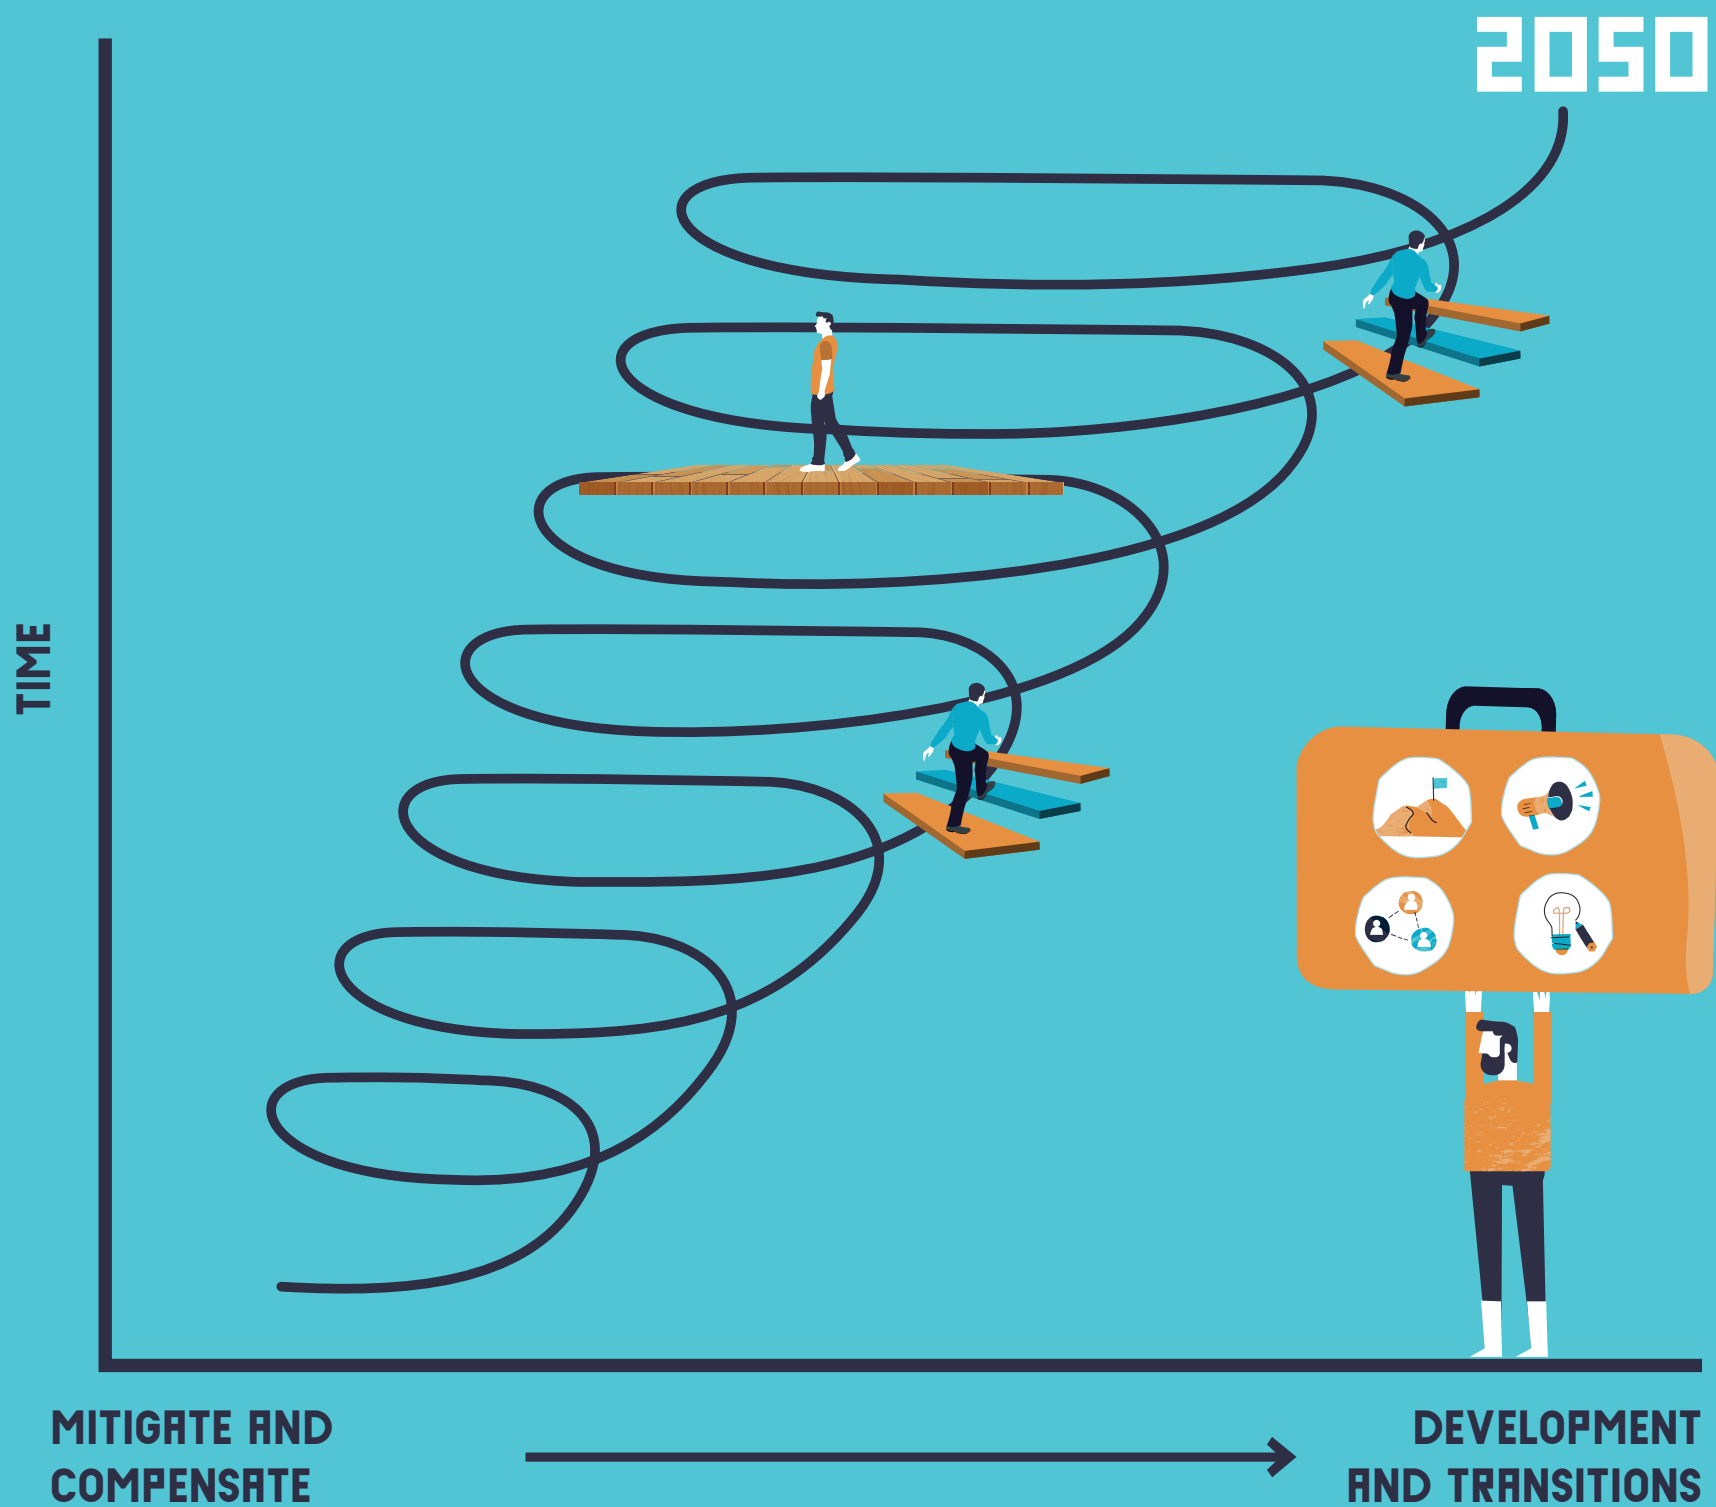 2050
TIME
MITIGATE AND
COMPENSATE
DEVELOPMENT
AND TRANSITIONS